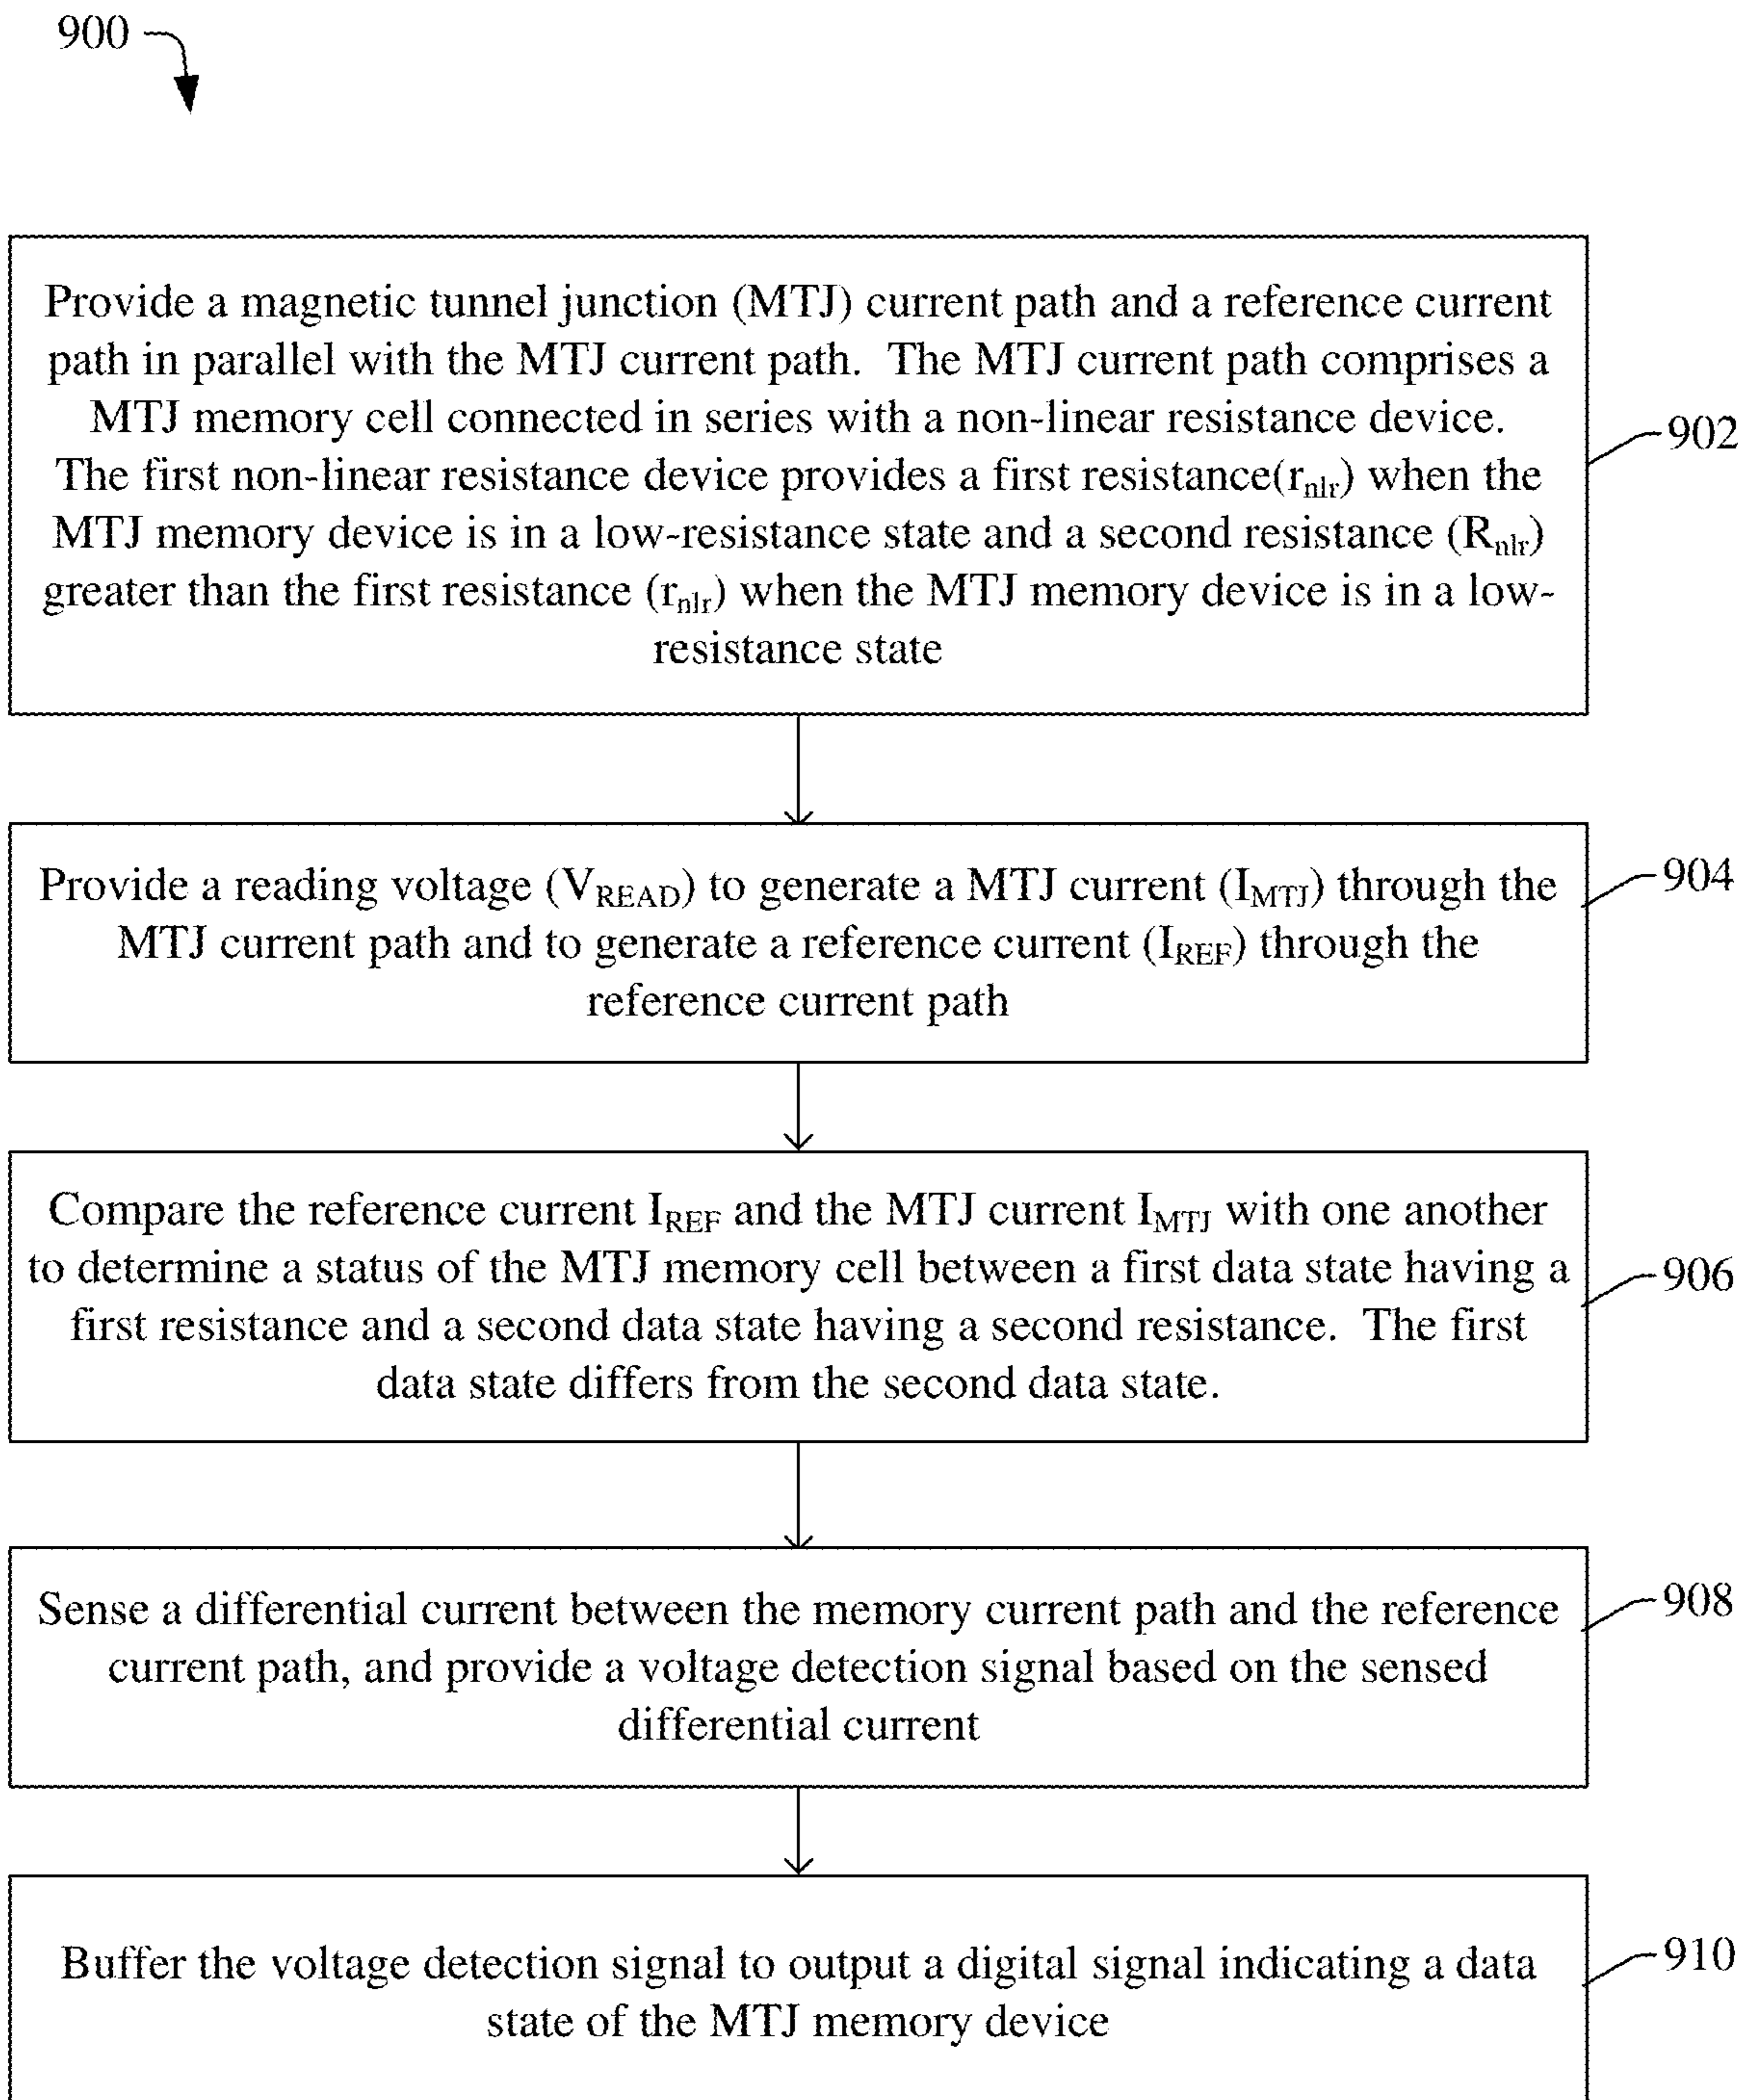 900
Provide a magnetic tunnel junction (MTJ) current path and a reference current
path in parallel with the MTJ current path.  The MTJ current path comprises a
MTJ memory cell connected in series with a non-linear resistance device.
The first non-linear resistance device provides a first resistance(rnlr) when the
MTJ memory device is in a low-resistance state and a second resistance (Rnlr)
greater than the first resistance (rnlr) when the MTJ memory device is in a low-
resistance state
902
Provide a reading voltage (VREAD) to generate a MTJ current (IMTJ) through the
MTJ current path and to generate a reference current (IREF) through the
reference current path
904
Compare the reference current IREF and the MTJ current IMTJ with one another
to determine a status of the MTJ memory cell between a first data state having a
first resistance and a second data state having a second resistance.  The first
data state differs from the second data state.
906
Sense a differential current between the memory current path and the reference
current path, and provide a voltage detection signal based on the sensed
differential current
908
Buffer the voltage detection signal to output a digital signal indicating a data
state of the MTJ memory device
910